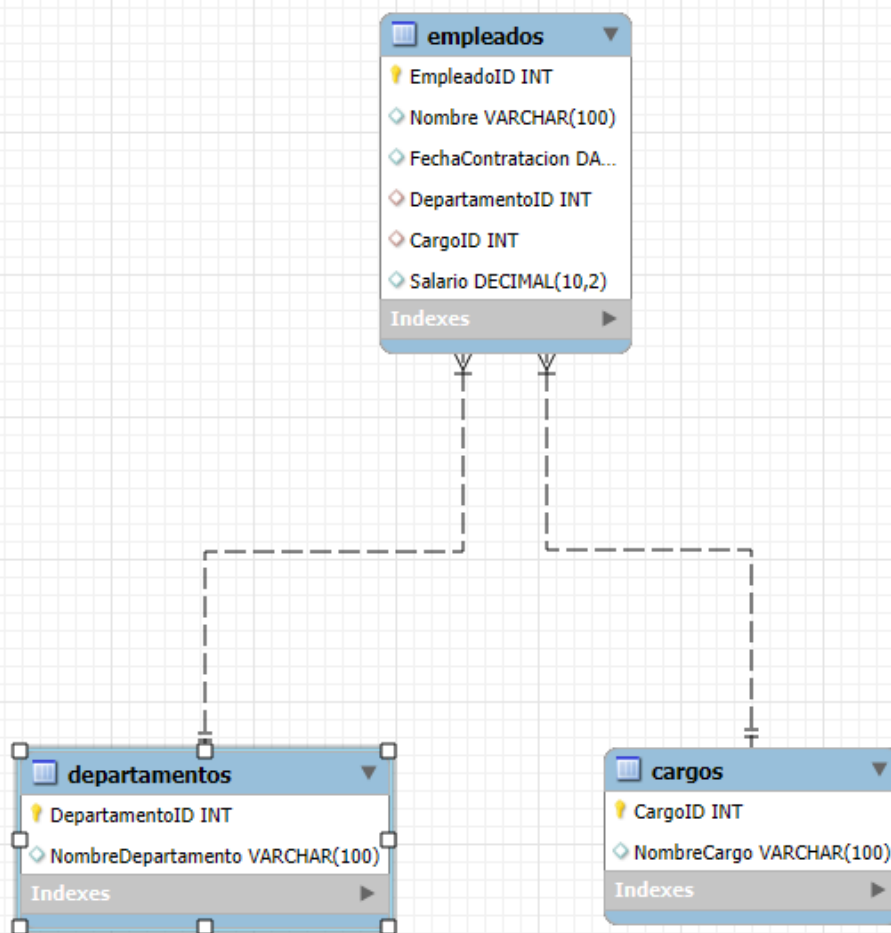 empleados
EmpleadoID INT
Nombre VARCHAR(100)
FechaContratacion DA...
DepartamentoID INT
CargoID INT
Salario DECIMAL(10,2)
Indexes
departamentos
DepartamentoID INT
NombreDepartamento VARCHAR(100)
Indexes
cargos
CargoID INT
NombreCargo VARCHAR(100)
Indexes